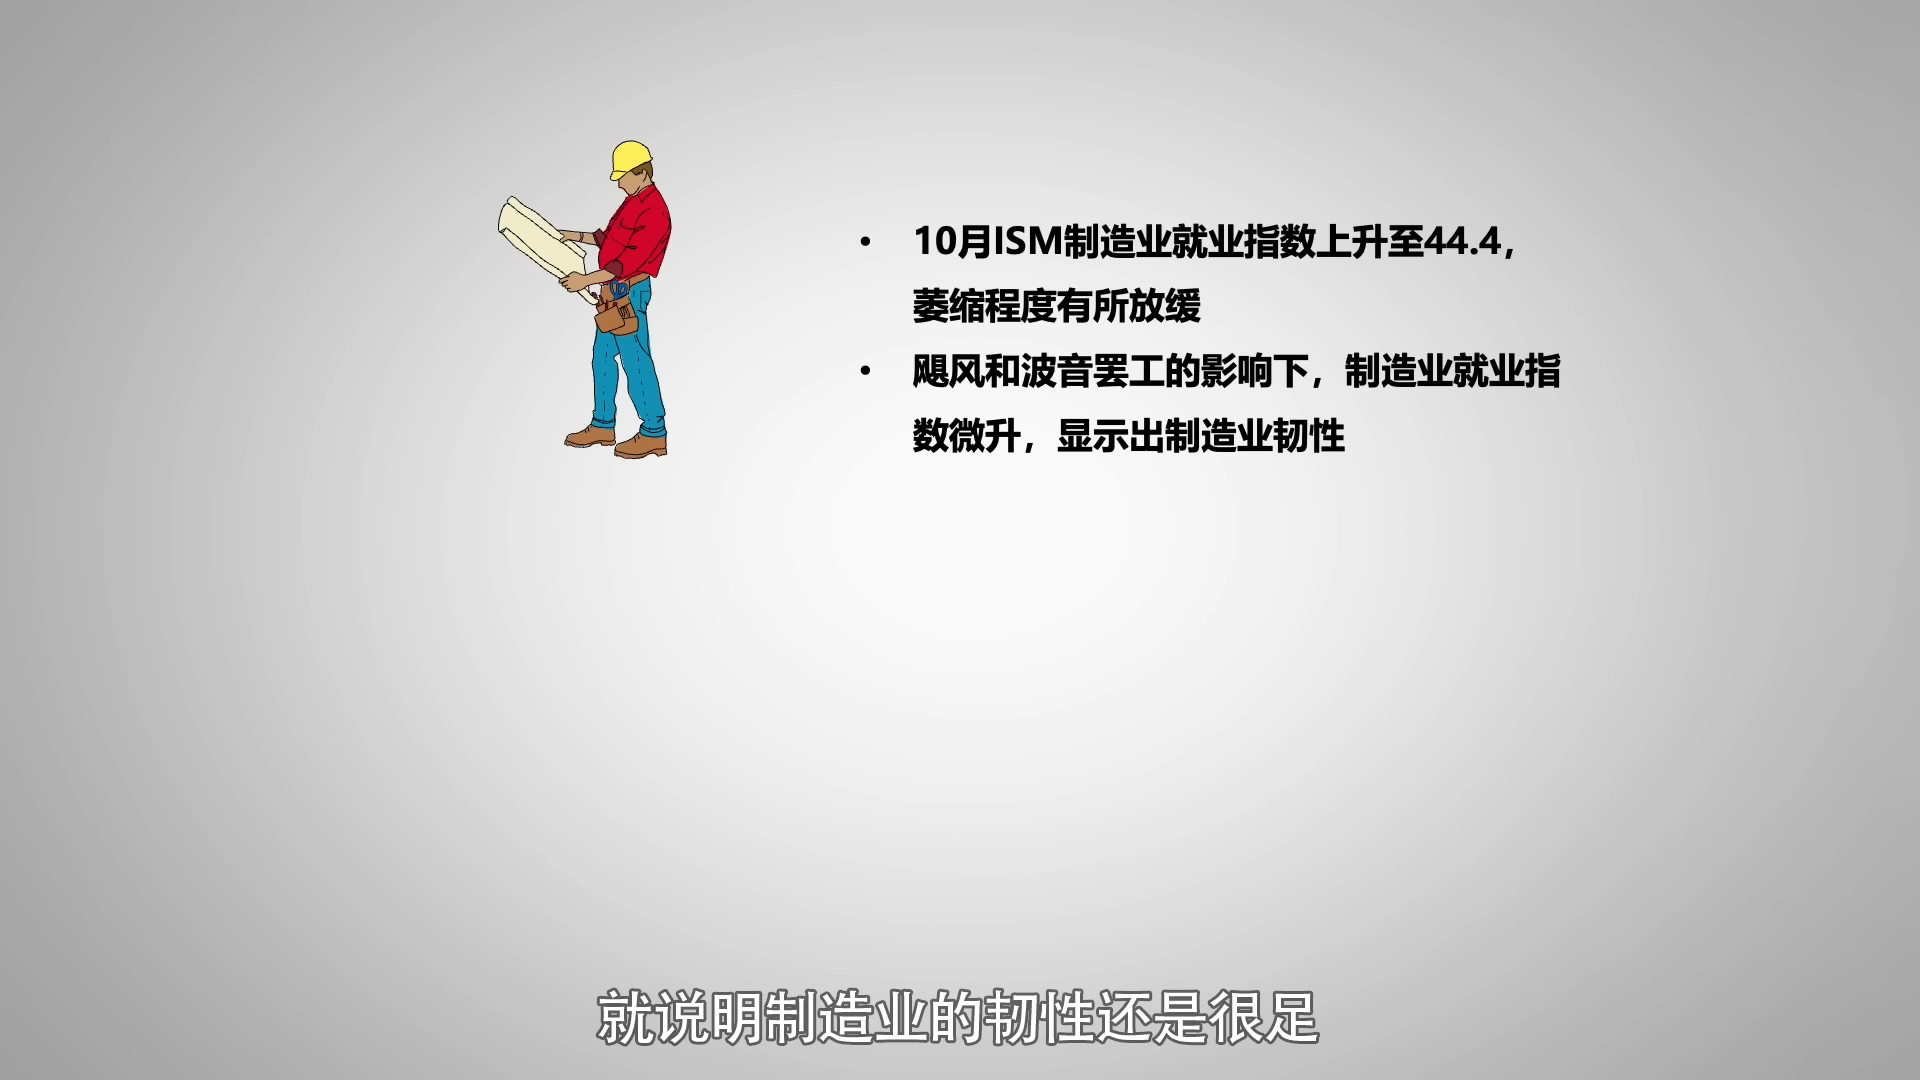 • 10月ISM制造业就业指数上升至44.4，
萎缩程度有所放缓
• 飓风和波音罢工的影响下，制造业就业指
数微升，显示出制造业韧性
就说明制造业的韧性还是很足